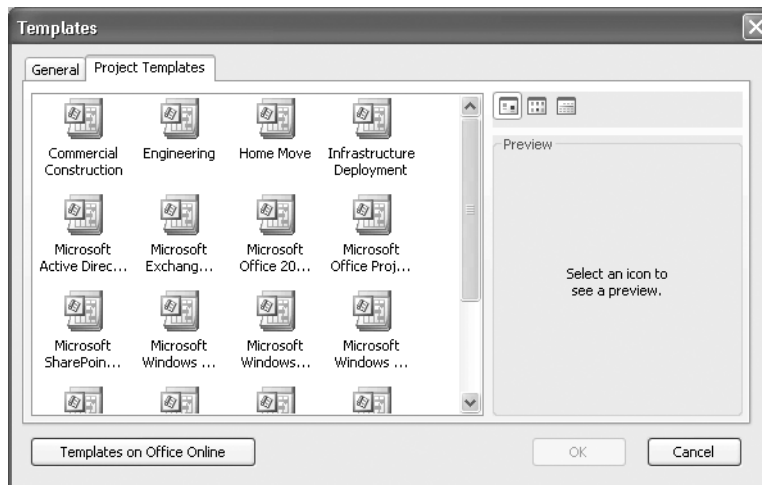 Templates
General
Project Templates
Commercial
Construction
Engineering
Home Move
Infrastructure
Deployment
Microsoft
Active Direc...
Microsoft
Exchang...
Microsoft
Office 20...
Microsoft
Office Proj...
Microsoft
SharePoin...
Microsoft
Windows ...
Microsoft
Windows...
Microsoft
Windows ...
Preview
Select an icon to
see a preview.
Templates on Office Online
OK
Cancel